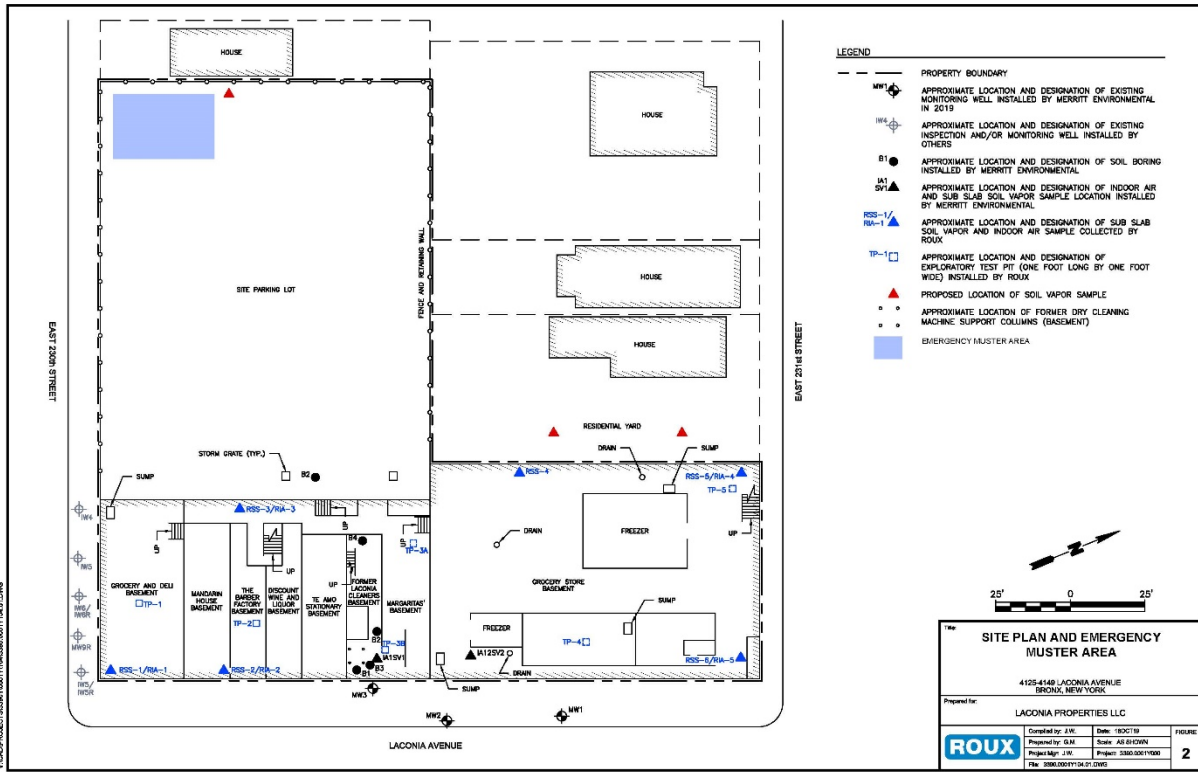 HOUSE
HOUSE
HOUSE
HOUSE
SITE PARKING LOT
FENCE AND RETAINING WALL
EAST 230th STREET
EAST 231st STREET
RESIDENTIAL YARD
DRAIN
SUMP
STORM GRATE (TYP.)
B2
SUMP
RSS-4
RSS-5/RIA-4
TP-5
RSS-3/RIA-3
UP
UP
UP
UP
UP
UP
IW4
IW5
IW6/
IW6R
MW9R
IW5/
IW5R
B4
TP-3A
DRAIN
FREEZER
GROCERY AND DELI
BASEMENT
TP-1
MANDARIN
HOUSE
BASEMENT
THE
BARBER
FACTORY
BASEMENT
TP-2
DISCOUNT
WINE AND
LIQUOR
BASEMENT
TE AMO
STATIONARY
BASEMENT
FORMER
LACONIA
CLEANERS
BASEMENT
MARGARITAS'
BASEMENT
GROCERY STORE
BASEMENT
FREEZER
SUMP
B2
TP-3B
TP-4
IA1SV1
IA12SV2
B3
B1
DRAIN
SUMP
RSS-1/RIA-1
RSS-2/RIA-2
RSS-6/RIA-5
MW3
MW2
MW1
LACONIA AVENUE
LEGEND
PROPERTY BOUNDARY
MW1
APPROXIMATE LOCATION AND DESIGNATION OF EXISTING
MONITORING WELL INSTALLED BY MERRITT ENVIRONMENTAL
IN 2019
IW4
APPROXIMATE LOCATION AND DESIGNATION OF EXISTING
INSPECTION AND/OR MONITORING WELL INSTALLED BY
OTHERS
B1
APPROXIMATE LOCATION AND DESIGNATION OF SOIL BORING
INSTALLED BY MERRITT ENVIRONMENTAL
IA1
SV1
APPROXIMATE LOCATION AND DESIGNATION OF INDOOR AIR
AND SUB SLAB SOIL VAPOR SAMPLE LOCATION INSTALLED
BY MERRITT ENVIRONMENTAL
RSS-1/
RIA-1
APPROXIMATE LOCATION AND DESIGNATION OF SUB SLAB
SOIL VAPOR AND INDOOR AIR SAMPLE COLLECTED BY
ROUX
TP-1
APPROXIMATE LOCATION AND DESIGNATION OF
EXPLORATORY TEST PIT (ONE FOOT LONG BY ONE FOOT
WIDE) INSTALLED BY ROUX
PROPOSED LOCATION OF SOIL VAPOR SAMPLE
APPROXIMATE LOCATION OF FORMER DRY CLEANING
MACHINE SUPPORT COLUMNS (BASEMENT)
EMERGENCY MUSTER AREA
N
25' 0 25'
Title:
SITE PLAN AND EMERGENCY
MUSTER AREA
4125-4149 LACONIA AVENUE
BRONX, NEW YORK
Prepared for:
LACONIA PROPERTIES LLC
ROUX
Compiled by: J.W. Date: 18OCT19
Prepared by: G.M. Scale: AS SHOWN
Project Mgr: J.W. Project: 3390.0001Y000
File: 3390.0001Y104.01.DWG
FIGURE
2